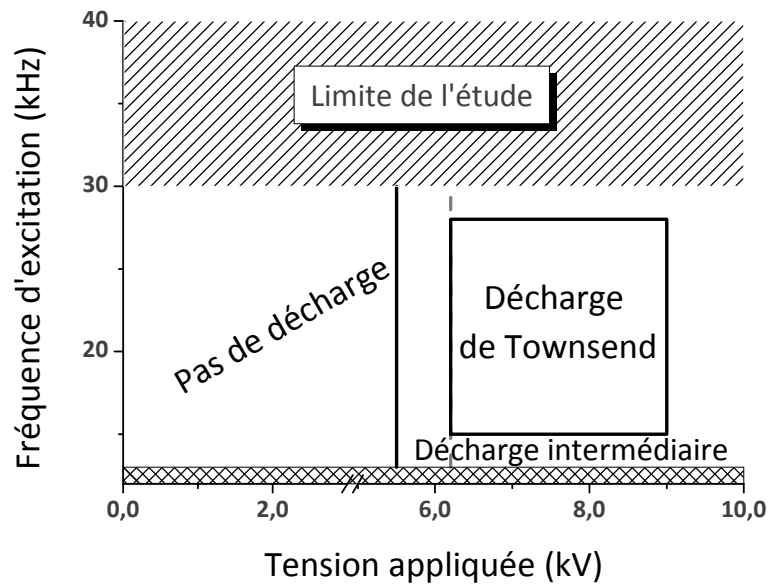 40
Limite de l'étude
30
Fréquence d'excitation (kHz)
Pas de décharge
Décharge
de Townsend
20
Décharge intermédiaire
0,0 2,0 6,0 8,0 10,0
Tension appliquée (kV)